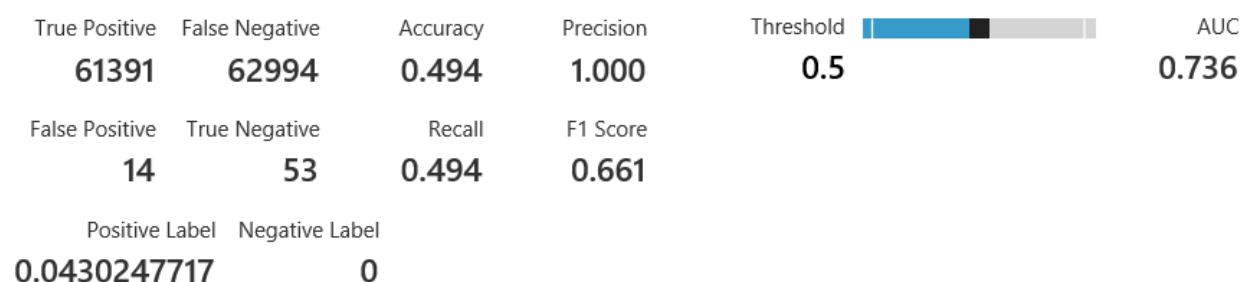 True Positive False Negative Accuracy Precision Threshold AUC
61391 62994 0.494 1.000 0.5 0.736
False Positive True Negative Recall F1 Score
14 53 0.494 0.661
Positive Label Negative Label
0.0430247717 0